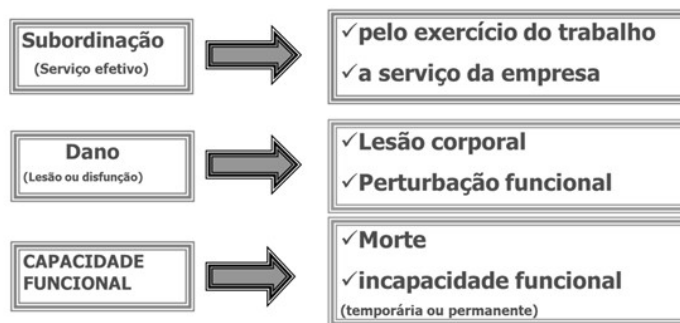 Subordinação
(Serviço efetivo)
✓pelo exercício do trabalho
✓a serviço da empresa
Dano
(Lesão ou disfunção)
✓Lesão corporal
✓Perturbação funcional
CAPACIDADE
FUNCIONAL
✓Morte
✓incapacidade funcional
(temporária ou permanente)